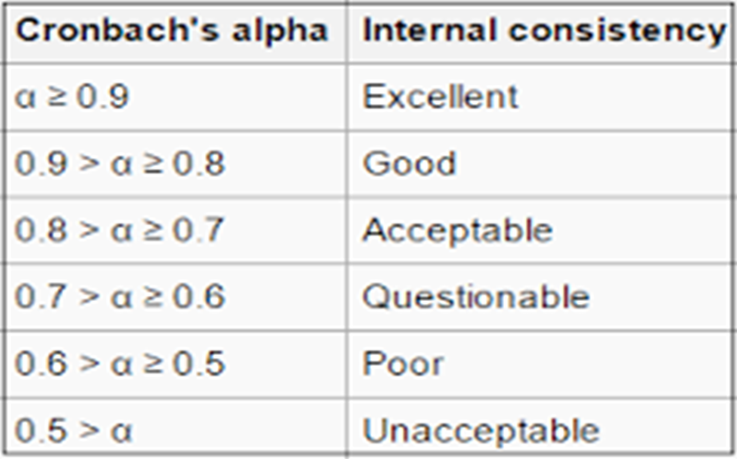 Cronbach's alpha Internal consistency
α ≥ 0.9 Excellent
0.9 > α ≥ 0.8 Good
0.8 > α ≥ 0.7 Acceptable
0.7 > α ≥ 0.6 Questionable
0.6 > α ≥ 0.5 Poor
0.5 > α Unacceptable